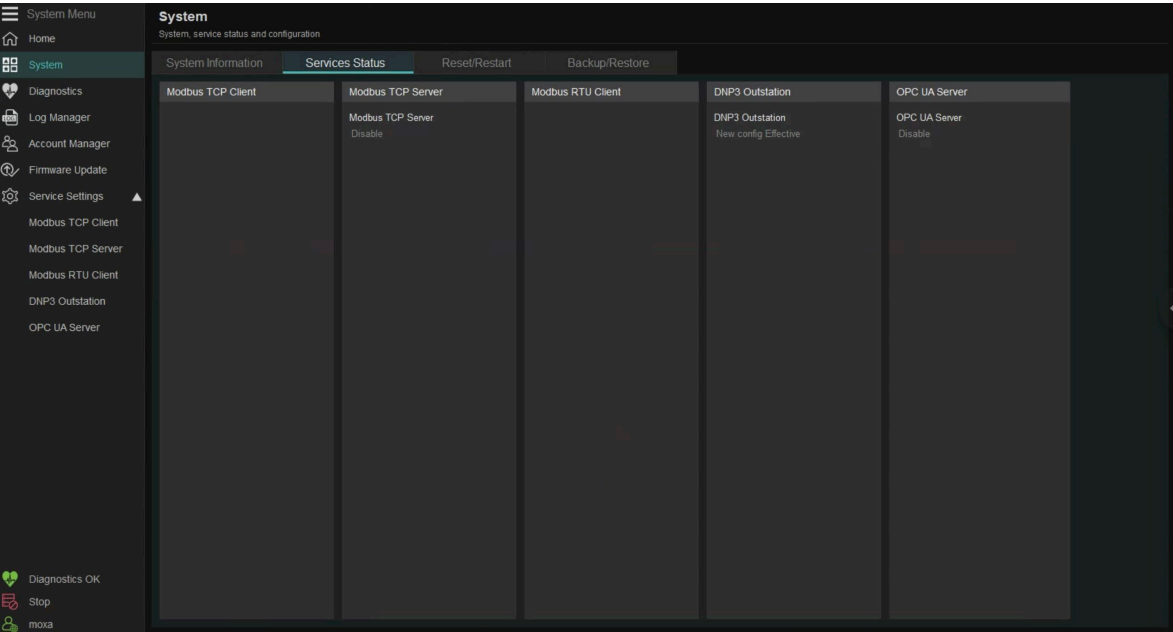 System Menu
Home
System
Diagnostics
Log Manager
Account Manager
Firmware Update
Service Settings
Modbus TCP Client
Modbus TCP Server
Modbus RTU Client
DNP3 Outstation
OPC UA Server
Diagnostics OK
Stop
moxa
System
System, service status and configuration
System Information Services Status Reset/Restart Backup/Restore
Modbus TCP Client Modbus TCP Server Modbus RTU Client DNP3 Outstation OPC UA Server
Modbus TCP Server DNP3 Outstation OPC UA Server
Disable New config Effective Disable